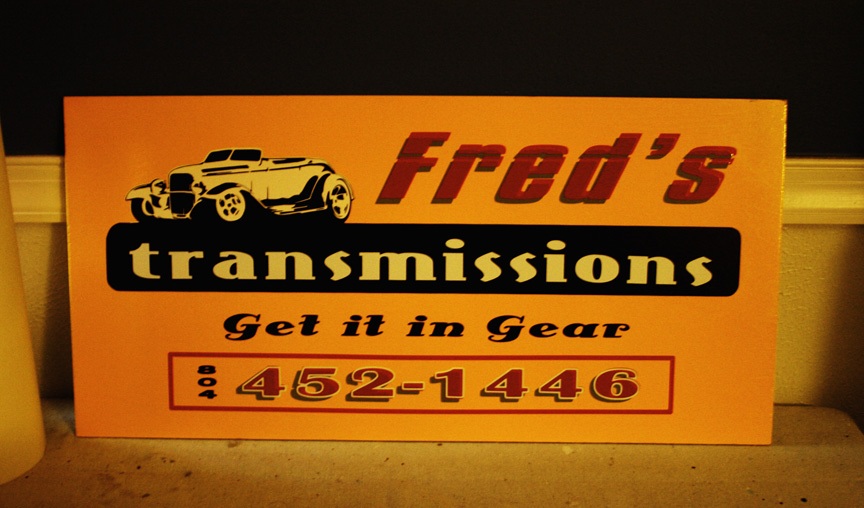 Fred's
transmissions
Get it in Gear
804 452-1446